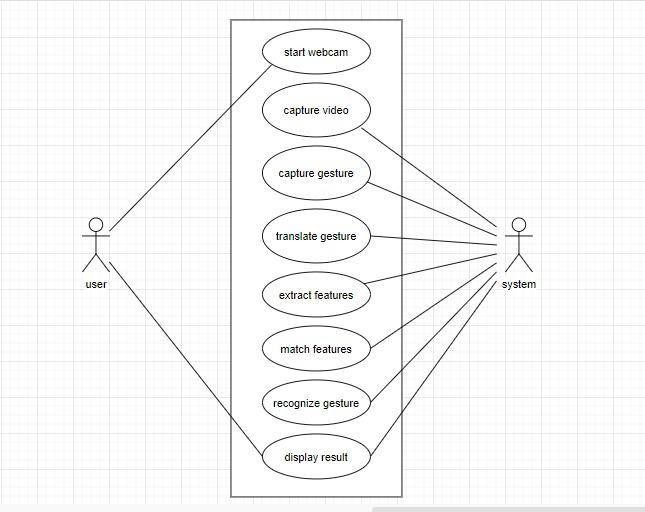 start webcam
capture video
capture gesture
translate gesture
extract features
match features
recognize gesture
display result
user
system